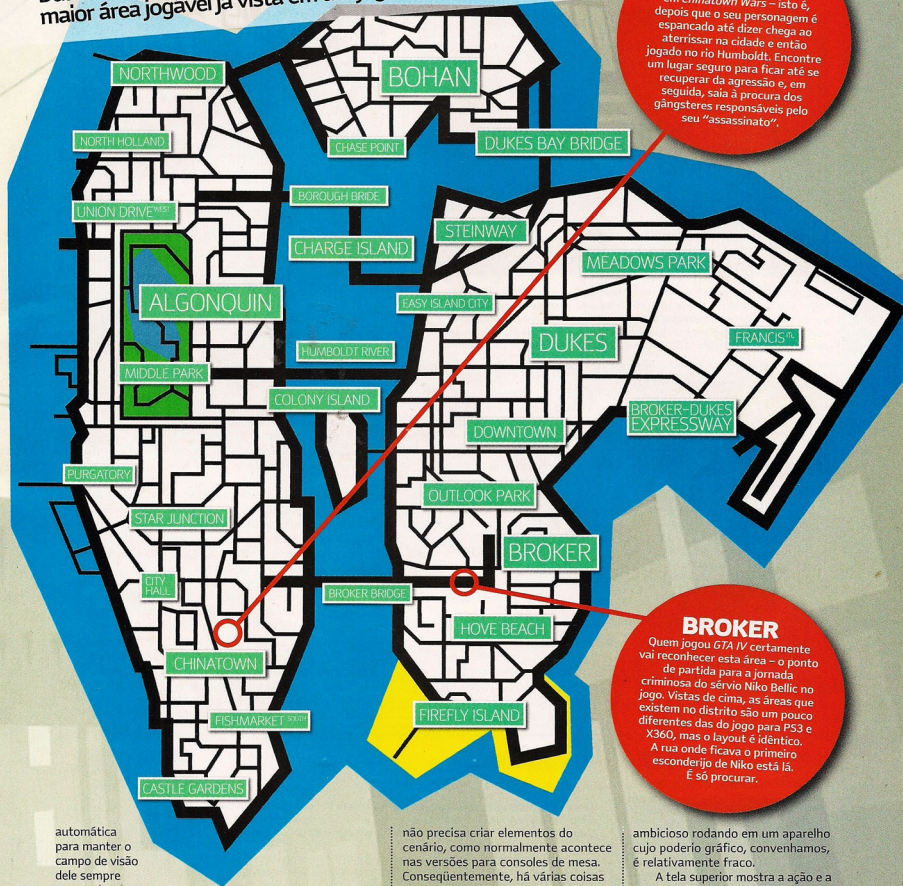 maior área jogável já vista em
Chinatown Wars – isto é,
depois que o seu personagem é
espancado até dizer chega ao
aterrissar na cidade e então
jogado no rio Humboldt. Encontre
um lugar seguro para ficar até se
recuperar da agressão e, em
seguida, saia à procura dos
gângsteres responsáveis pelo
seu “assassinato”.
NORTHWOOD
BOHAN
NORTH HOLLAND
CHASE POINT
DUKES BAY BRIDGE
BOROUGH BRIDE
UNION DRIVE WEST
STEINWAY
CHARGE ISLAND
MEADOWS PARK
ALGONQUIN
EASY ISLAND CITY
DUKES
FRANCIS INTL
HUMBOLDT RIVER
MIDDLE PARK
COLONY ISLAND
BROKER-DUKES
EXPRESSWAY
DOWNTOWN
PURGATORY
OUTLOOK PARK
STAR JUNCTION
BROKER
CITY
HALL
BROKER BRIDGE
HOVE BEACH
CHINATOWN
FISHMARKET SOUTH
FIREFLY ISLAND
CASTLE GARDENS
BROKER
Quem jogou GTA IV certamente
vai reconhecer esta área – o ponto
de partida para a jornada
criminosa do sérvio Niko Bellic no
jogo. Vistas de cima, as áreas que
existem no distrito são um pouco
diferentes das do jogo para PS3 e
X360, mas o layout é idêntico.
A rua onde ficava o primeiro
esconderijo de Niko está lá.
É só procurar.
automática
para manter o
campo de visão
dele sempre
não precisa criar elementos do
cenário, como normalmente acontece
nas versões para consoles de mesa.
Conseqüentemente, há várias coisas
ambicioso rodando em um aparelho
cujo poderio gráfico, convenhamos,
é relativamente fraco.
A tela superior mostra a ação e a